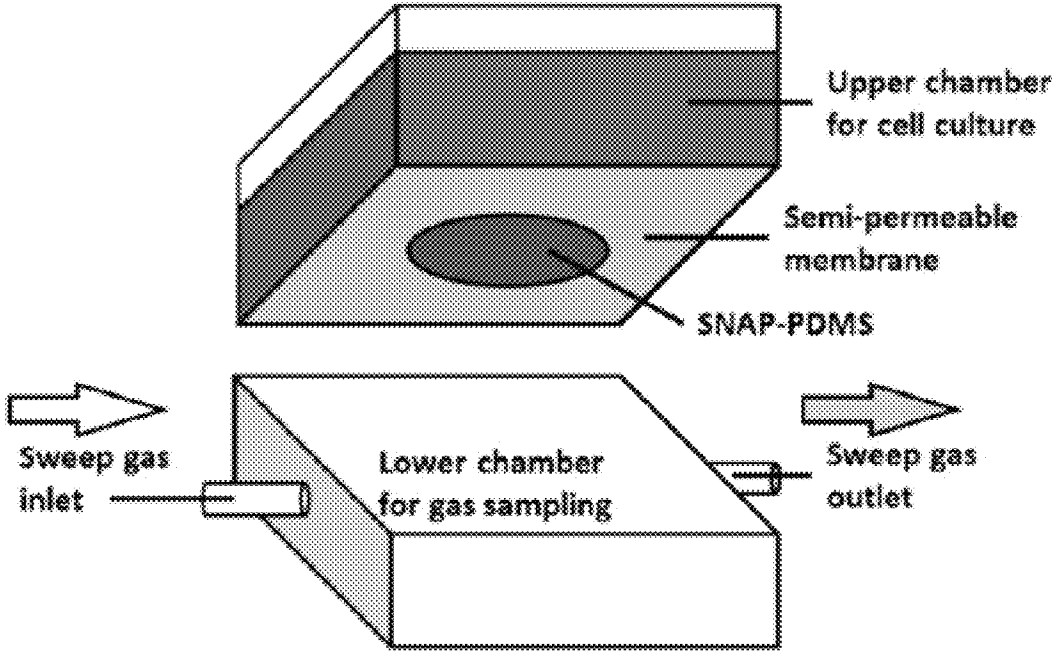 Upper chamber
for cell culture
Semi-permeable
membrane
SNAP-PDMS
Sweep gas
inlet
Lower chamber
for gas sampling
Sweep gas
outlet